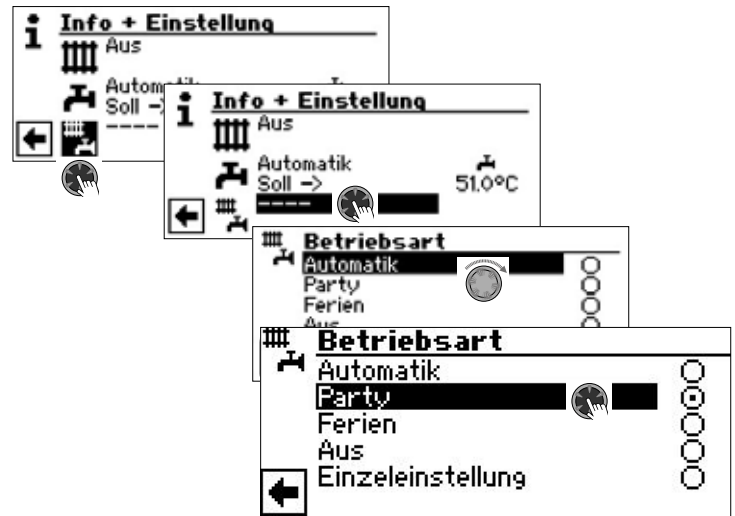 Info + Einstellung
Aus
Automatik
Soll -
----
Info + Einstellung
Aus
Automatik
Soll -> 51.0°C
----
Betriebsart
Automatik
Party
Ferien
Aus
Betriebsart
Automatik
Party
Ferien
Aus
Einzeleinstellung